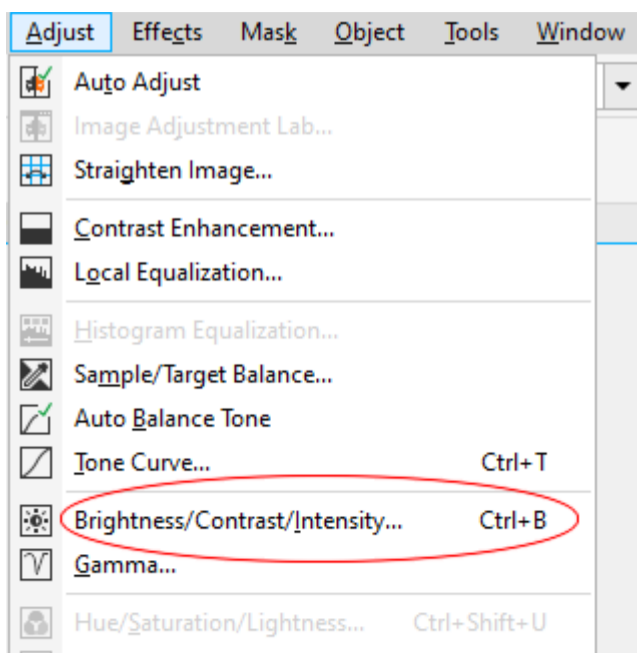 Adjust Effects Mask Object Tools Window
Auto Adjust
Image Adjustment Lab...
Straighten Image...
Contrast Enhancement...
Local Equalization...
Histogram Equalization...
Sample/Target Balance...
Auto Balance Tone
Tone Curve... Ctrl+T
Brightness/Contrast/Intensity... Ctrl+B
Gamma...
Hue/Saturation/Lightness... Ctrl+Shift+U